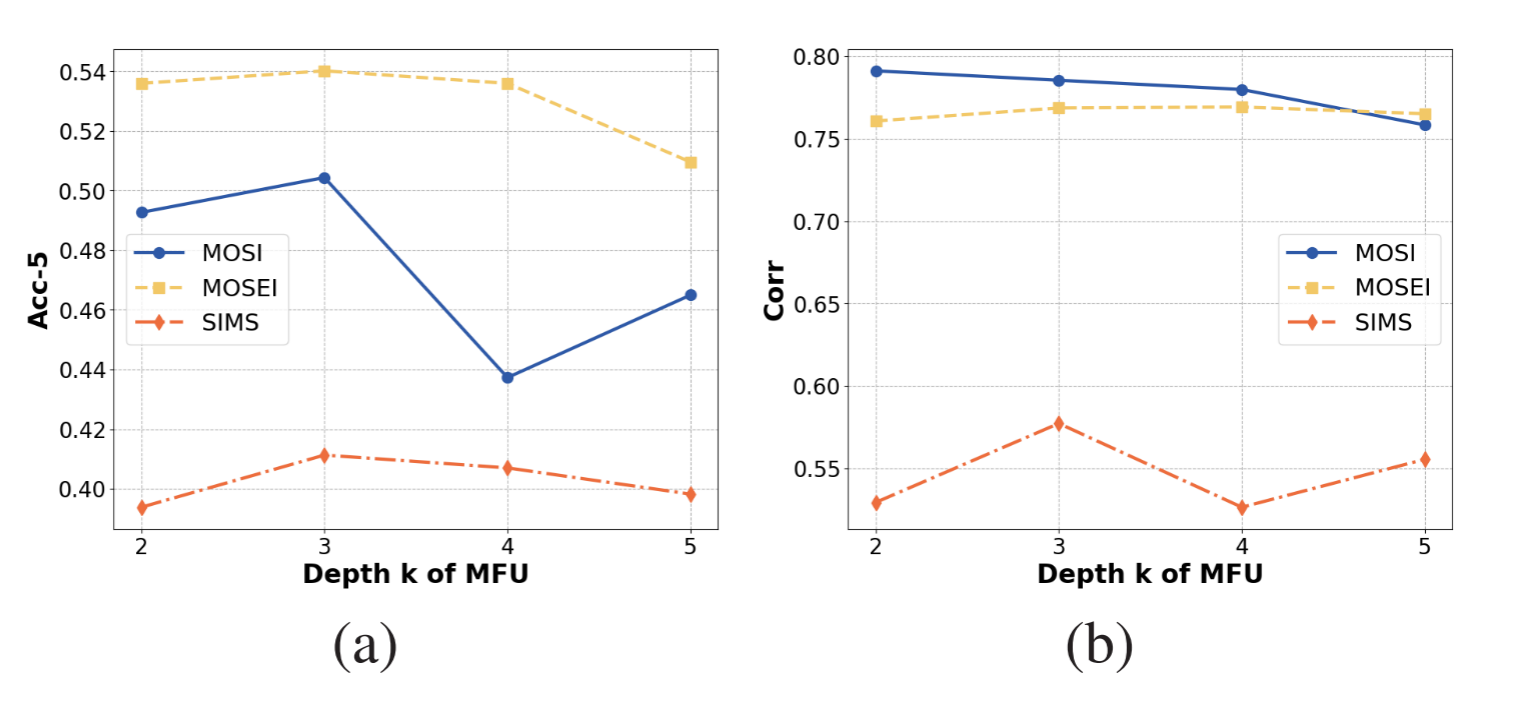 0.54
0.52
0.50
0.48
0.46
0.44
0.42
0.40
Acc-5
MOSI
MOSEI
SIMS
2 3 4 5
Depth k of MFU
(a)
0.80
0.75
0.70
0.65
0.60
0.55
Corr
MOSI
MOSEI
SIMS
2 3 4 5
Depth k of MFU
(b)